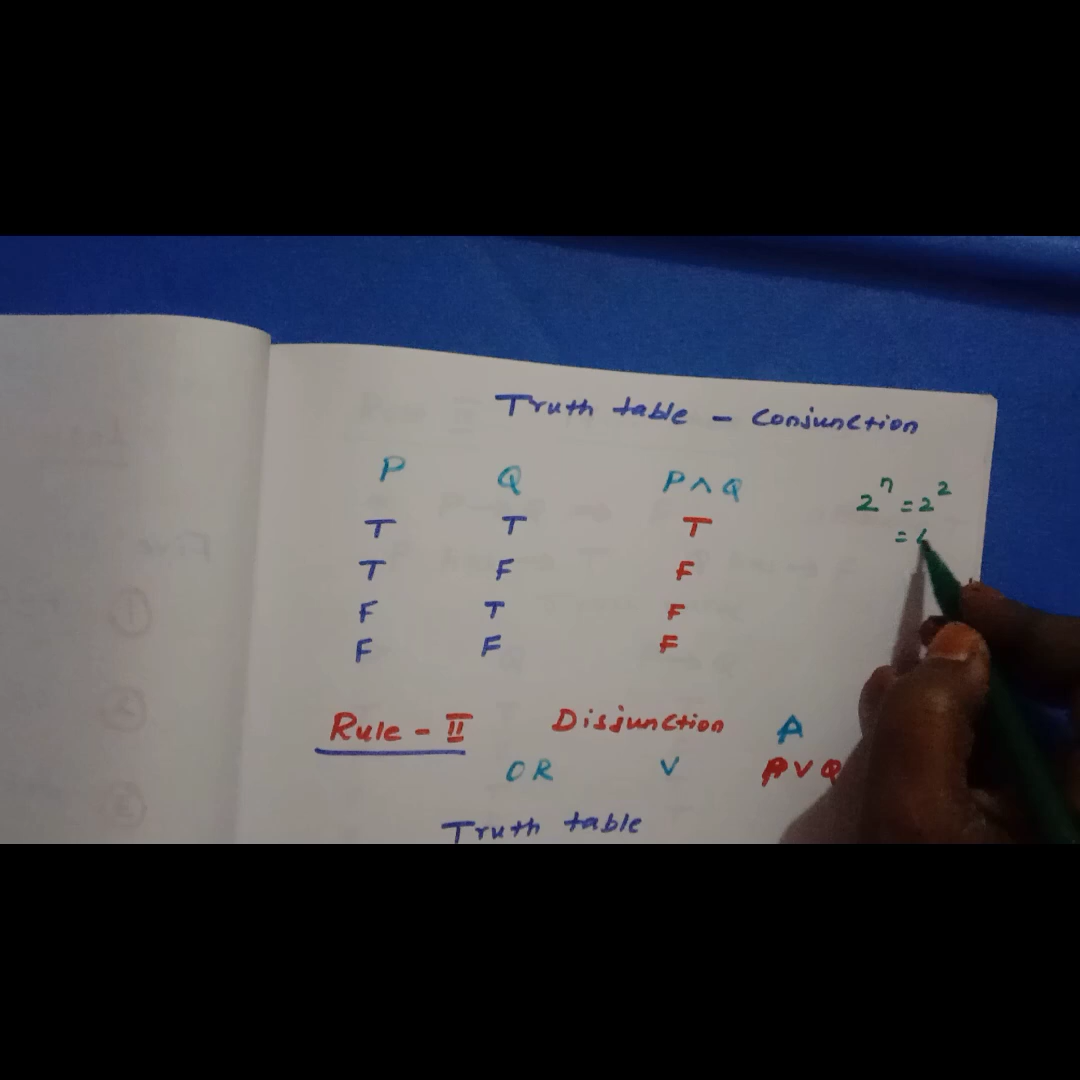 Truth table - Conjunction
P Q P ∧ Q
T T T
T F F
F T F
F F F
2ⁿ = 2²
=
Rule - II Disjunction A
OR V P V Q
Truth table